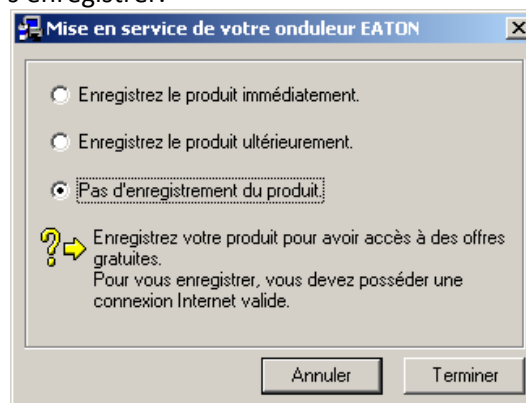 s'enregistrer.
Mise en service de votre onduleur EATON
Enregistrez le produit immédiatement.
Enregistrez le produit ultérieurement.
Pas d'enregistrement du produit.
Enregistrez votre produit pour avoir accès à des offres
gratuites.
Pour vous enregistrer, vous devez posséder une
connexion Internet valide.
Annuler
Terminer